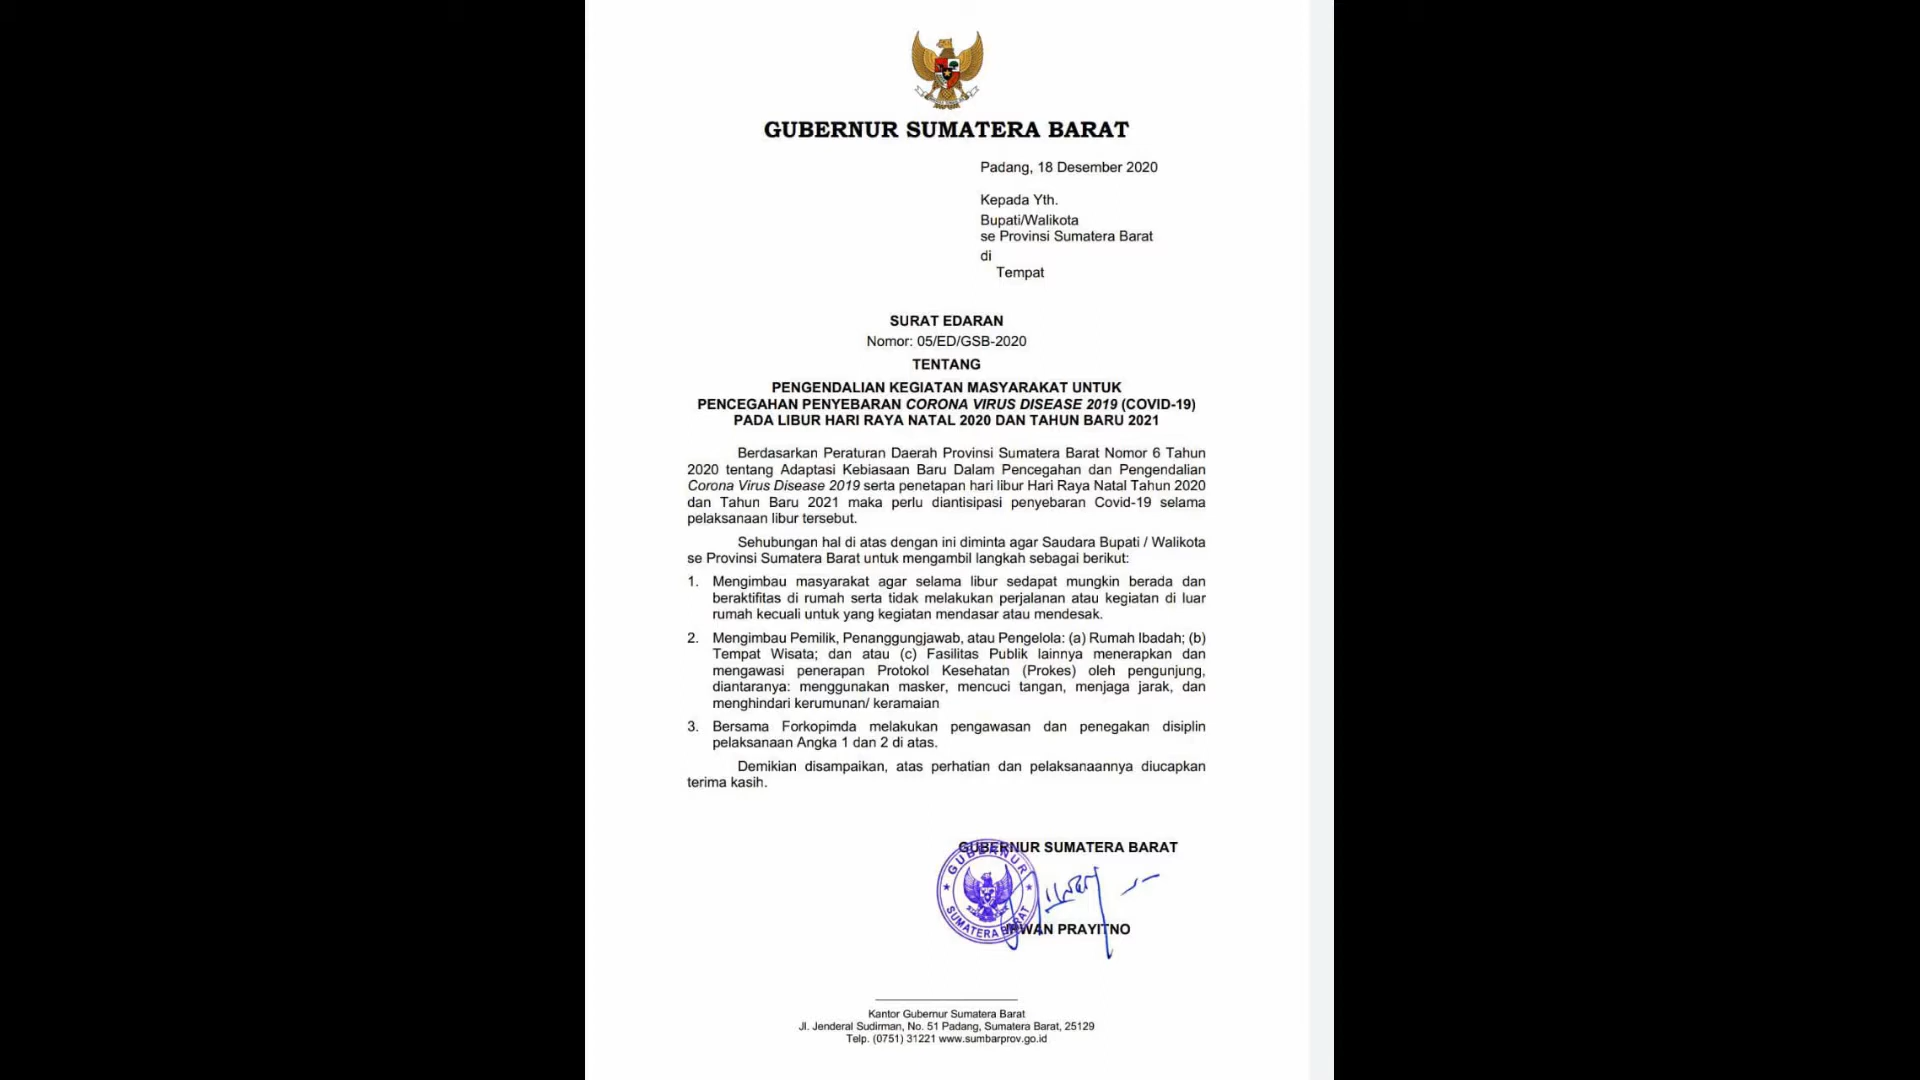 GUBERNUR SUMATERA BARAT
Padang, 18 Desember 2020
Kepada Yth.
Bupati/Walikota
se Provinsi Sumatera Barat
di
Tempat
SURAT EDARAN
Nomor: 05/ED/GSB-2020
TENTANG
PENGENDALIAN KEGIATAN MASYARAKAT UNTUK
PENCEGAHAN PENYEBARAN CORONA VIRUS DISEASE 2019 (COVID-19)
PADA LIBUR HARI RAYA NATAL 2020 DAN TAHUN BARU 2021
Berdasarkan Peraturan Daerah Provinsi Sumatera Barat Nomor 6 Tahun
2020 tentang Adaptasi Kebiasaan Baru Dalam Pencegahan dan Pengendalian
Corona Virus Disease 2019 serta penetapan hari libur Hari Raya Natal Tahun 2020
dan Tahun Baru 2021 maka perlu diantisipasi penyebaran Covid-19 selama
pelaksanaan libur tersebut.
Sehubungan hal di atas dengan ini diminta agar Saudara Bupati / Walikota
se Provinsi Sumatera Barat untuk mengambil langkah sebagai berikut:
1. Mengimbau masyarakat agar selama libur sedapat mungkin berada dan
beraktifitas di rumah serta tidak melakukan perjalanan atau kegiatan di luar
rumah kecuali untuk yang kegiatan mendasar atau mendesak.
2. Mengimbau Pemilik, Penanggungjawab, atau Pengelola: (a) Rumah Ibadah; (b)
Tempat Wisata; dan atau (c) Fasilitas Publik lainnya menerapkan dan
mengawasi penerapan Protokol Kesehatan (Prokes) oleh pengunjung,
diantaranya: menggunakan masker, mencuci tangan, menjaga jarak, dan
menghindari kerumunan/ keramaian
3. Bersama Forkopimda melakukan pengawasan dan penegakan disiplin
pelaksanaan Angka 1 dan 2 di atas.
Demikian disampaikan, atas perhatian dan pelaksanaannya diucapkan
terima kasih.
GUBERNUR SUMATERA BARAT
GUBERNUR
SUMATERA BARAT
IRWAN PRAYITNO
Kantor Gubernur Sumatera Barat
Jl. Jenderal Sudirman, No. 51 Padang, Sumatera Barat, 25129
Telp. (0751) 31221 www.sumbarprov.go.id